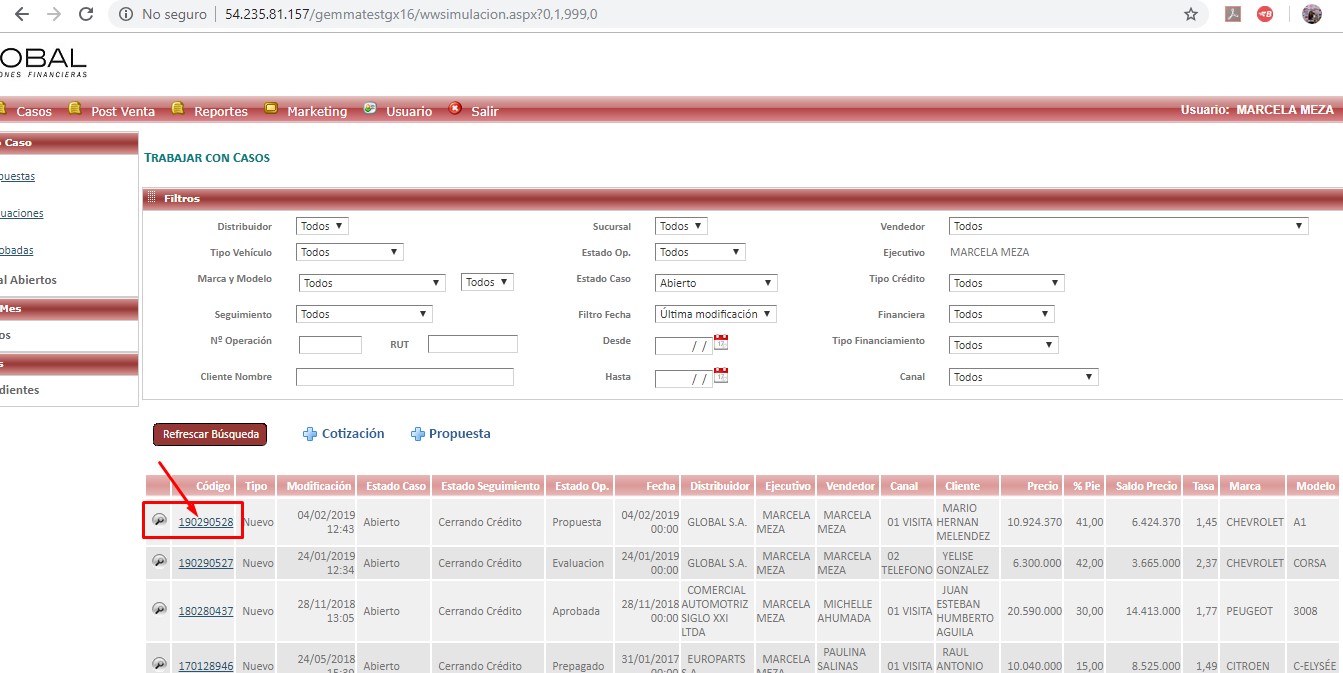 No seguro | 54.235.81.157/gemmatestgx16/wwsimulacion.aspx?0,1,999,0
OBAL
ONES FINANCIERAS
Casos Post Venta Reportes Marketing Usuario Salir Usuario: MARCELA MEZA
Caso
puestas
uaciones
obadas
al Abiertos
Mes
os
s
dientes
TRABAJAR CON CASOS
Filtros
Distribuidor Todos Sucursal Todos Vendedor Todos
Tipo Vehículo Todos Estado Op. Todos Ejecutivo MARCELA MEZA
Marca y Modelo Todos Todos Estado Caso Abierto Tipo Crédito Todos
Seguimiento Todos Filtro Fecha Última modificación Financiera Todos
Nº Operación RUT Desde / / Tipo Financiamiento Todos
Cliente Nombre Hasta / / Canal Todos
Refrescar Búsqueda Cotización Propuesta
Código Tipo Modificación Estado Caso Estado Seguimiento Estado Op. Fecha Distribuidor Ejecutivo Vendedor Canal Cliente Precio % Pie Saldo Precio Tasa Marca Modelo
190290528 Nuevo 04/02/2019 12:43 Abierto Cerrando Crédito Propuesta 04/02/2019 00:00 GLOBAL S.A. MARCELA MEZA MARCELA MEZA 01 VISITA MARIO HERNAN MELENDEZ 10.924.370 41,00 6.424.370 1,45 CHEVROLET A1
190290527 Nuevo 24/01/2019 12:34 Abierto Cerrando Crédito Evaluacion 24/01/2019 00:00 GLOBAL S.A. MARCELA MEZA MARCELA MEZA 02 TELEFONO YELISE GONZALEZ 6.300.000 42,00 3.665.000 2,37 CHEVROLET CORSA
180280437 Nuevo 28/11/2018 13:05 Abierto Cerrando Crédito Aprobada 28/11/2018 00:00 COMERCIAL AUTOMOTRIZ SIGLO XXI LTDA MARCELA MEZA MICHELLE AHUMADA 01 VISITA JUAN ESTEBAN HUMBERTO AGUILA 20.590.000 30,00 14.413.000 1,77 PEUGEOT 3008
170128946 Nuevo 24/05/2018 15:39 Abierto Cerrando Crédito Prepagado 31/01/2017 00:00 EUROPARTS S.A. MARCELA MEZA PAULINA SALINAS 01 VISITA RAUL ANTONIO 10.040.000 15,00 8.525.000 1,49 CITROEN C-ELYSÉE